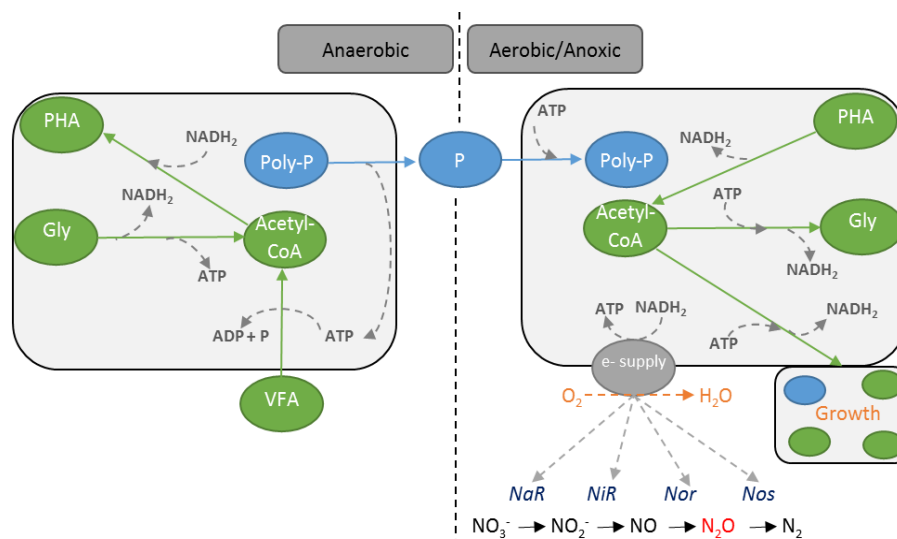 Anaerobic
Aerobic/Anoxic
PHA
NADH₂
Poly-P
NADH₂
Gly
Acetyl-
CoA
ATP
ADP + P
ATP
VFA
P
ATP
Poly-P
NADH₂
PHA
Acetyl-
CoA
ATP
Gly
NADH₂
ATP
NADH₂
ATP
NADH₂
e- supply
O₂
H₂O
Growth
NaR NiR Nor Nos
NO₃⁻ → NO₂⁻ → NO → N₂O → N₂